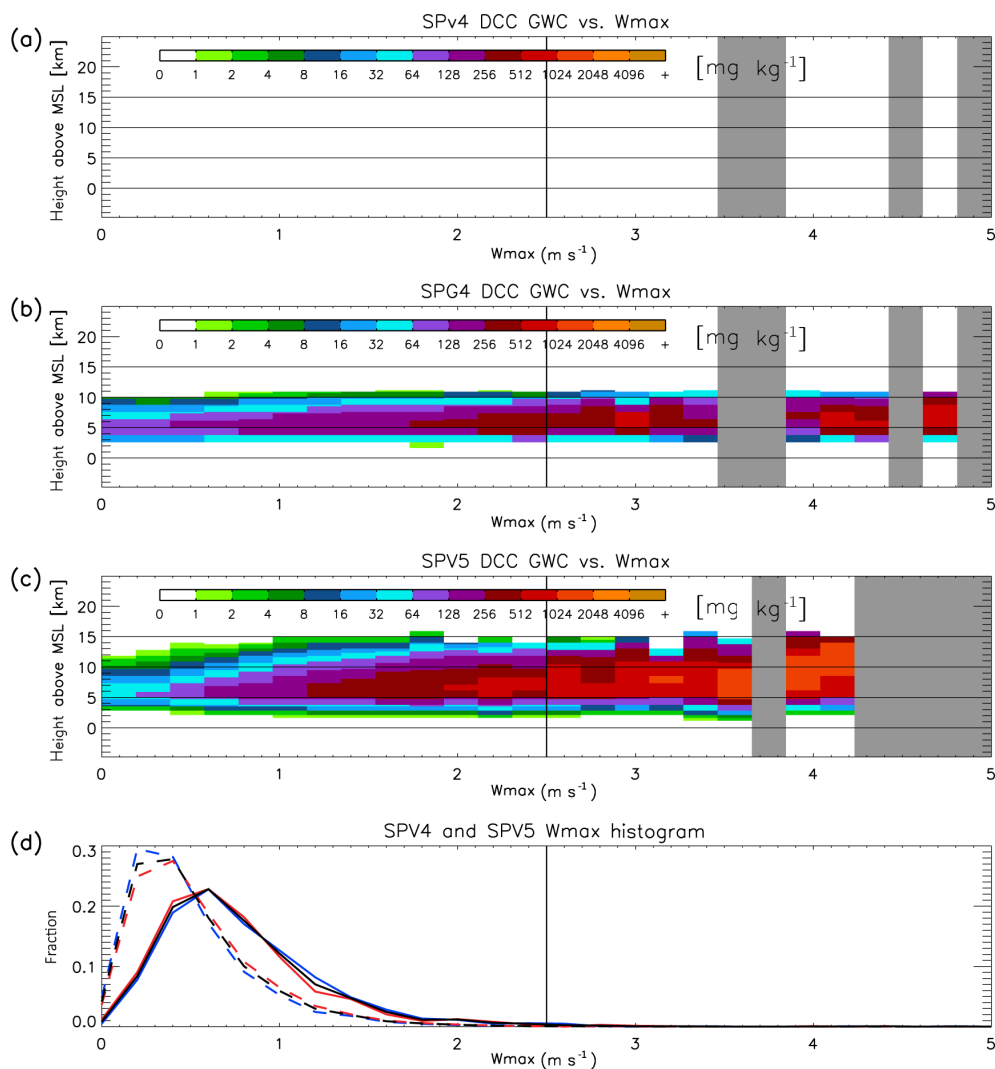 SPv4 DCC GWC vs. Wmax
(a)
Height above MSL [km]
20
15
10
5
0
0 1 2 4 8 16 32 64 128 256 512 1024 2048 4096 +
[mg kg-1]
0 1 2 3 4 5
Wmax (m s-1)
SPG4 DCC GWC vs. Wmax
(b)
Height above MSL [km]
20
15
10
5
0
0 1 2 4 8 16 32 64 128 256 512 1024 2048 4096 +
[mg kg-1]
0 1 2 3 4 5
Wmax (m s-1)
SPV5 DCC GWC vs. Wmax
(c)
Height above MSL [km]
20
15
10
5
0
0 1 2 4 8 16 32 64 128 256 512 1024 2048 4096 +
[mg kg-1]
0 1 2 3 4 5
Wmax (m s-1)
SPV4 and SPV5 Wmax histogram
(d)
Fraction
0.3
0.2
0.1
0.0
0 1 2 3 4 5
Wmax (m s-1)